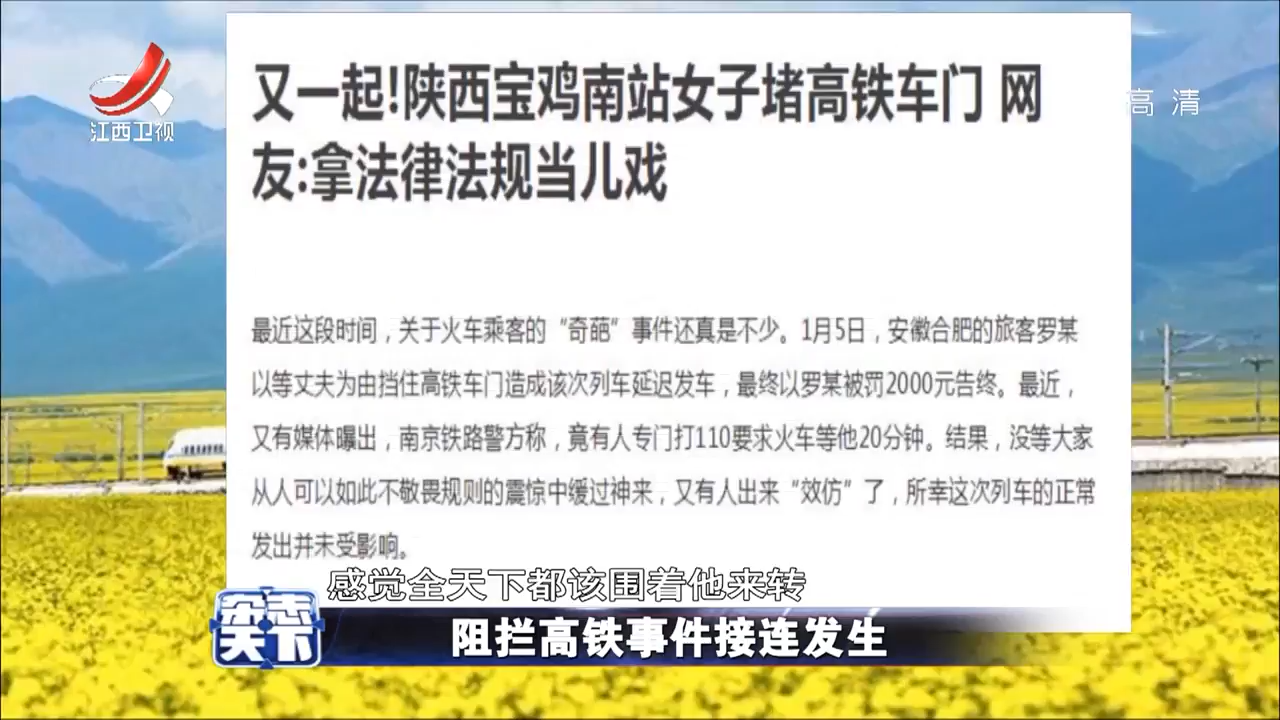 江西卫视
高清
又一起!陕西宝鸡南站女子堵高铁车门 网
友:拿法律法规当儿戏
最近这段时间，关于火车乘客的“奇葩”事件还真是不少。1月5日，安徽合肥的旅客罗某
以等丈夫为由挡住高铁车门造成该次列车延迟发车，最终以罗某被罚2000元告终。最近，
又有媒体曝出，南京铁路警方称，竟有人专门打110要求火车等他20分钟。结果，没等大家
从人可以如此不敬畏规则的震惊中缓过神来，又有人出来“效仿”了，所幸这次列车的正常
发出并未受影响。
感觉全天下都该围着他来转
杂志
天下
阻拦高铁事件接连发生